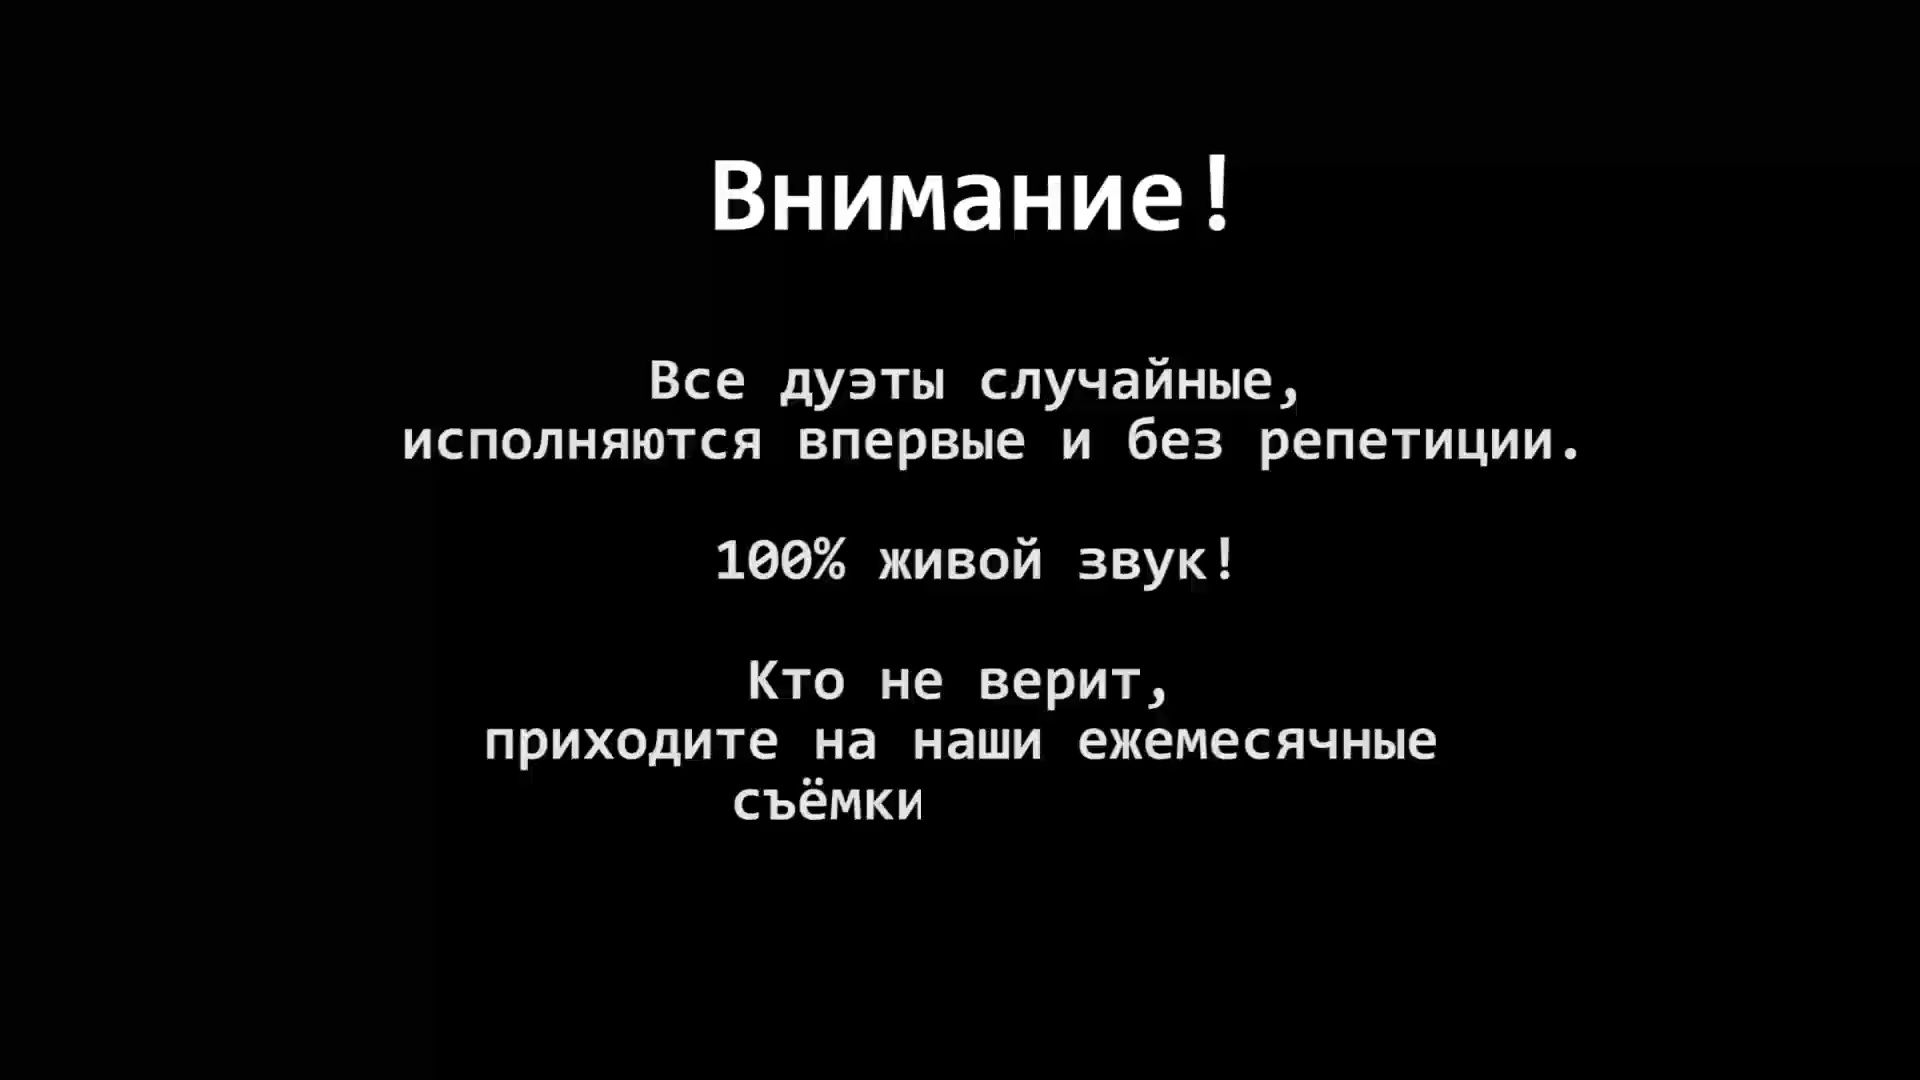 Внимание!
Все дуэты случайные,
исполняются впервые и без репетиции.
100% живой звук!
Кто не верит,
приходите на наши ежемесячные
съёмки